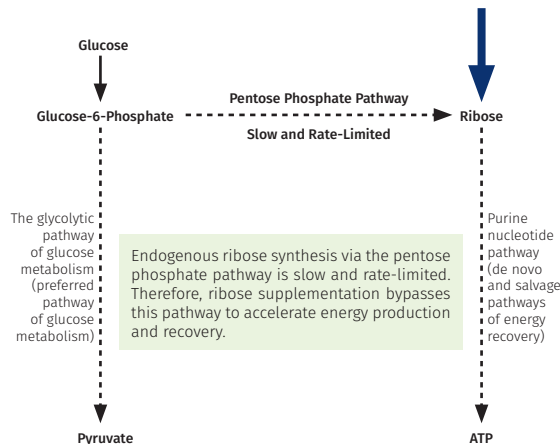 Glucose
Pentose Phosphate Pathway
Glucose-6-Phosphate
Ribose
Slow and Rate-Limited
The glycolytic
pathway
of glucose
metabolism
(preferred
pathway
of glucose
metabolism)
Endogenous ribose synthesis via the pentose
phosphate pathway is slow and rate-limited.
Therefore, ribose supplementation bypasses
this pathway to accelerate energy production
and recovery.
Purine
nucleotide
pathway
(de novo
and salvage
pathways
of energy
recovery)
Pyruvate
ATP